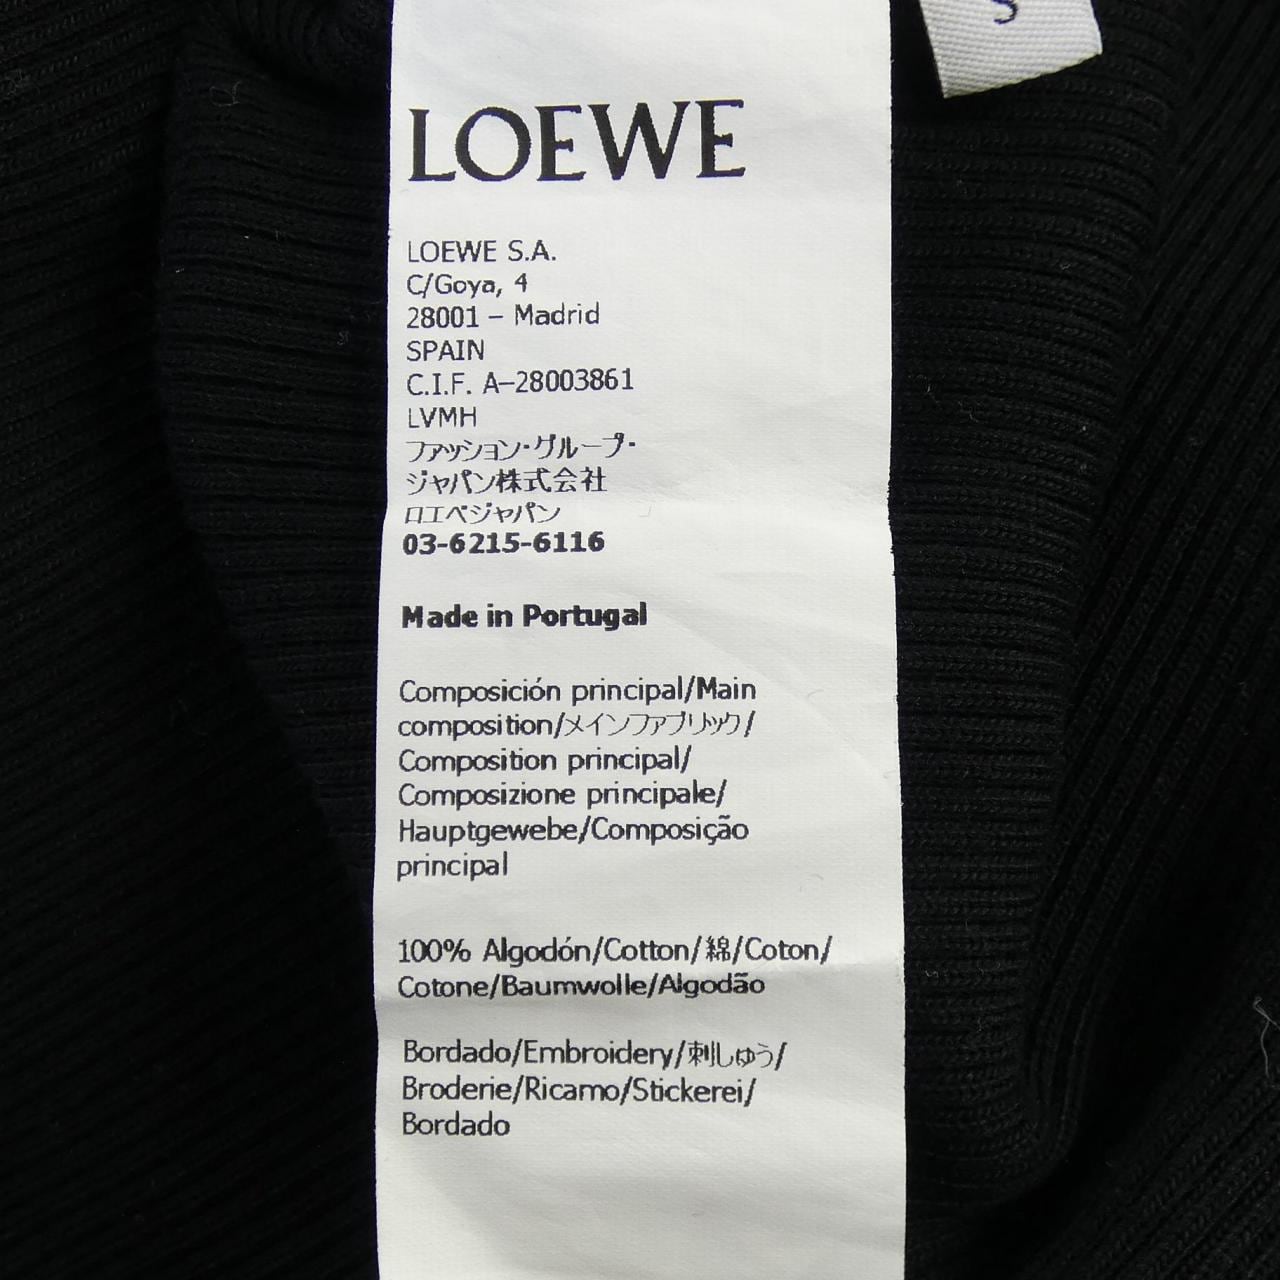 LOEWE
LOEWE S.A.
C/Goya, 4
28001 – Madrid
SPAIN
C.I.F. A–28003861
LVMH
ファッション・グループ・
ジャパン株式会社
ロエベジャパン
03-6215-6116
Made in Portugal
Composición principal/Main
composition/メインファブリック/
Composition principal/
Composizione principale/
Hauptgewebe/Composição
principal
100% Algodón/Cotton/綿/Coton/
Cotone/Baumwolle/Algodão
Bordado/Embroidery/刺しゅう/
Broderie/Ricamo/Stickerei/
Bordado